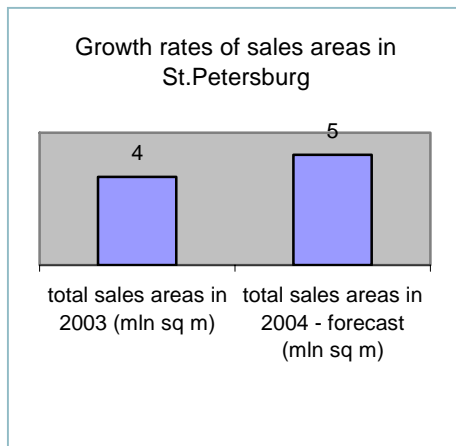 Growth rates of sales areas in
St.Petersburg
4
5
total sales areas in
2003 (mln sq m)
total sales areas in
2004 - forecast
(mln sq m)